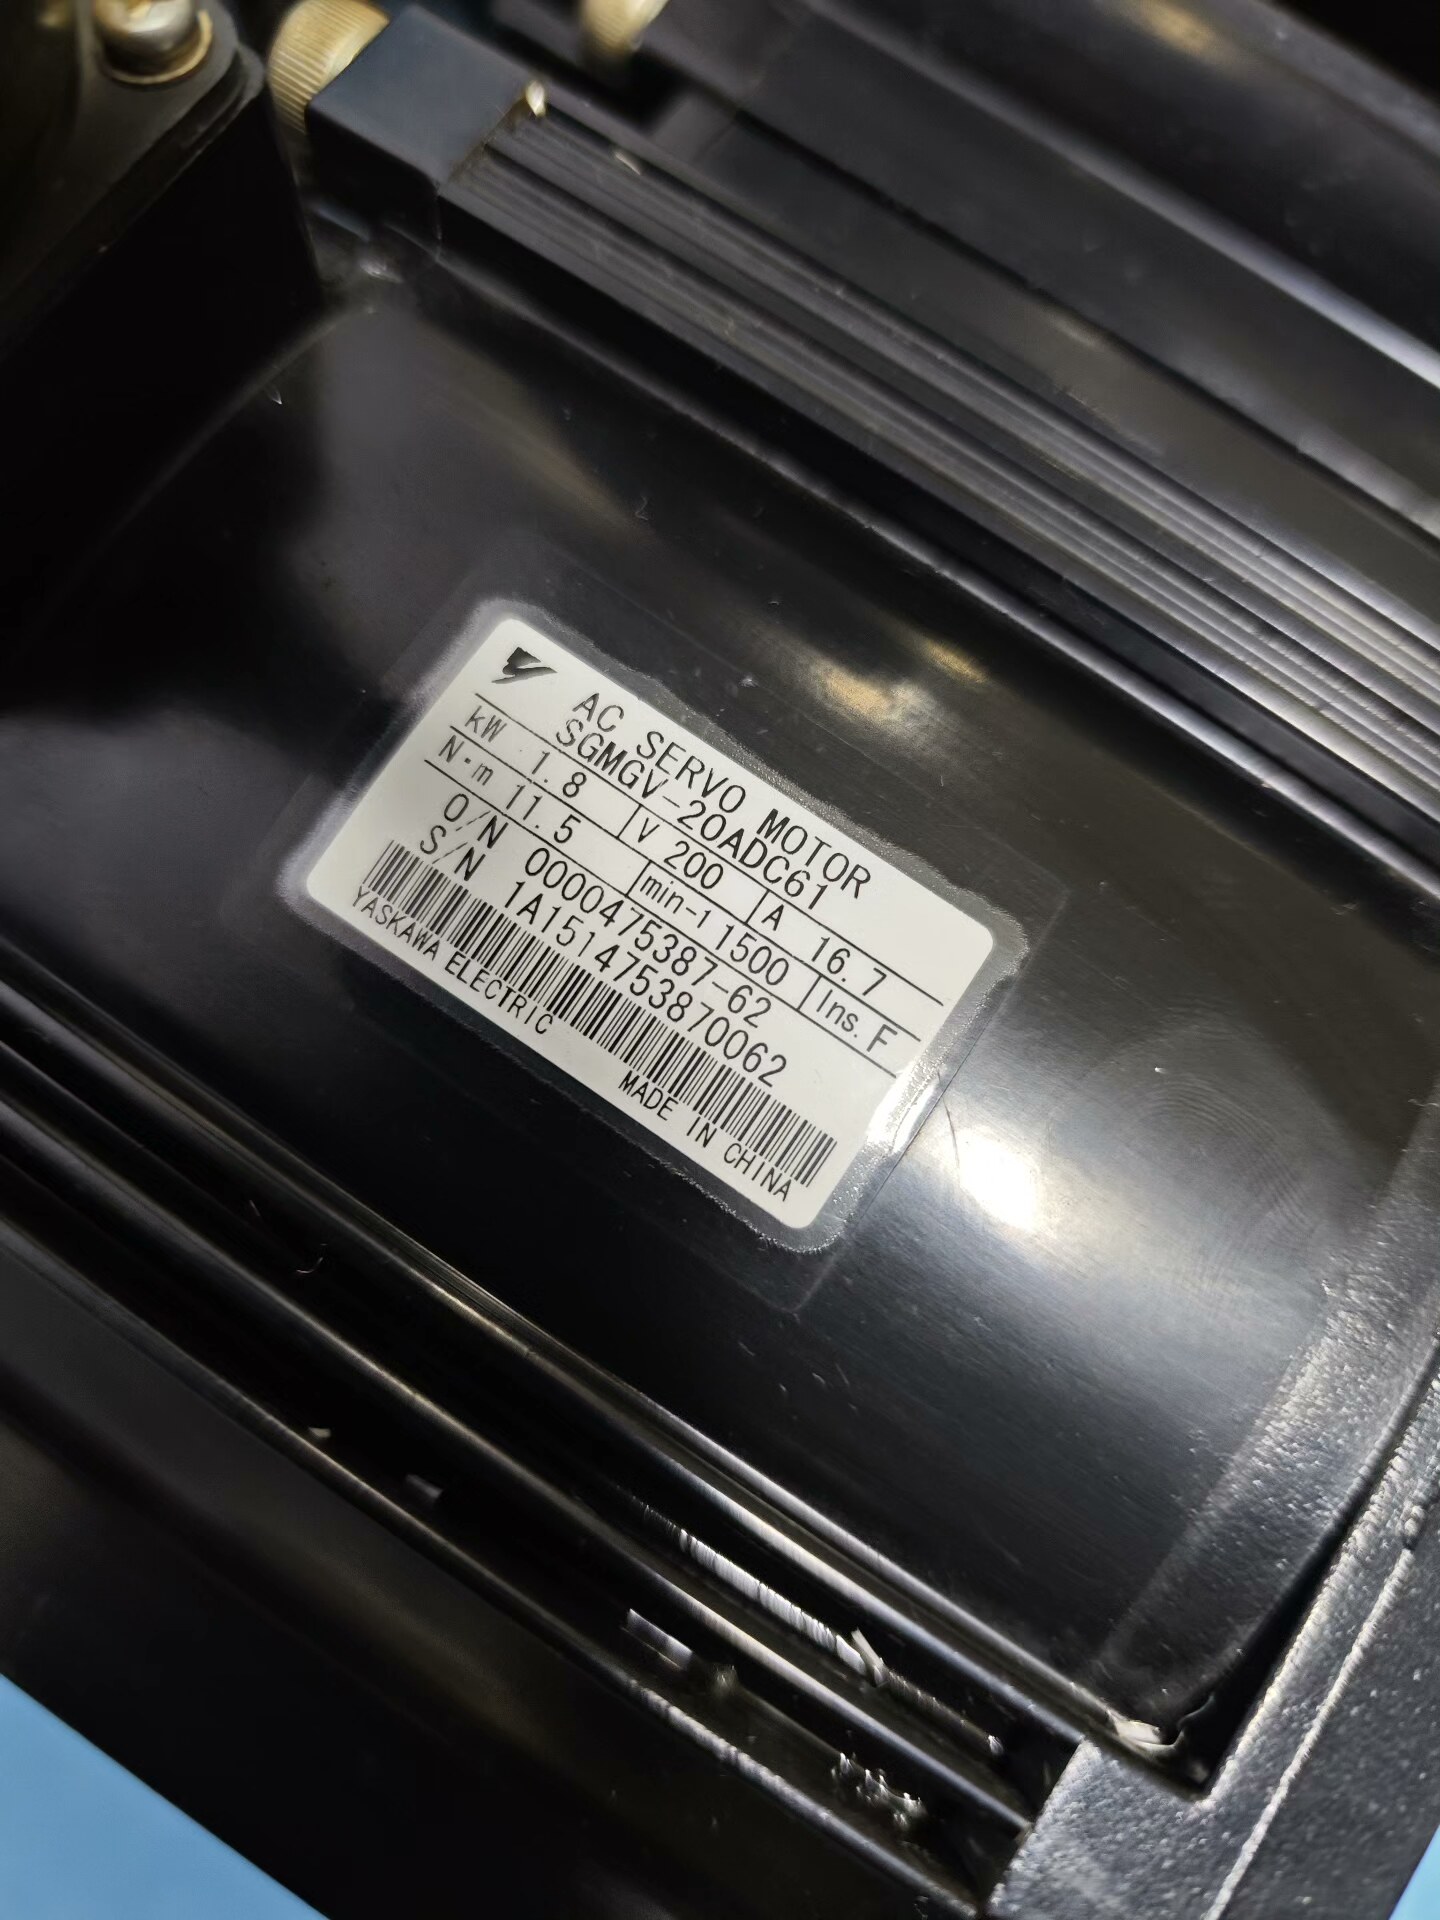 AC SERVO MOTOR
SGMGV-20ADC61
kW 1.8 V 200 A 16.7
N·m 11.5 min-1 1500 Ins. F
O/N 0000475387-62
S/N 1A1514753870062
YASKAWA ELECTRIC MADE IN CHINA